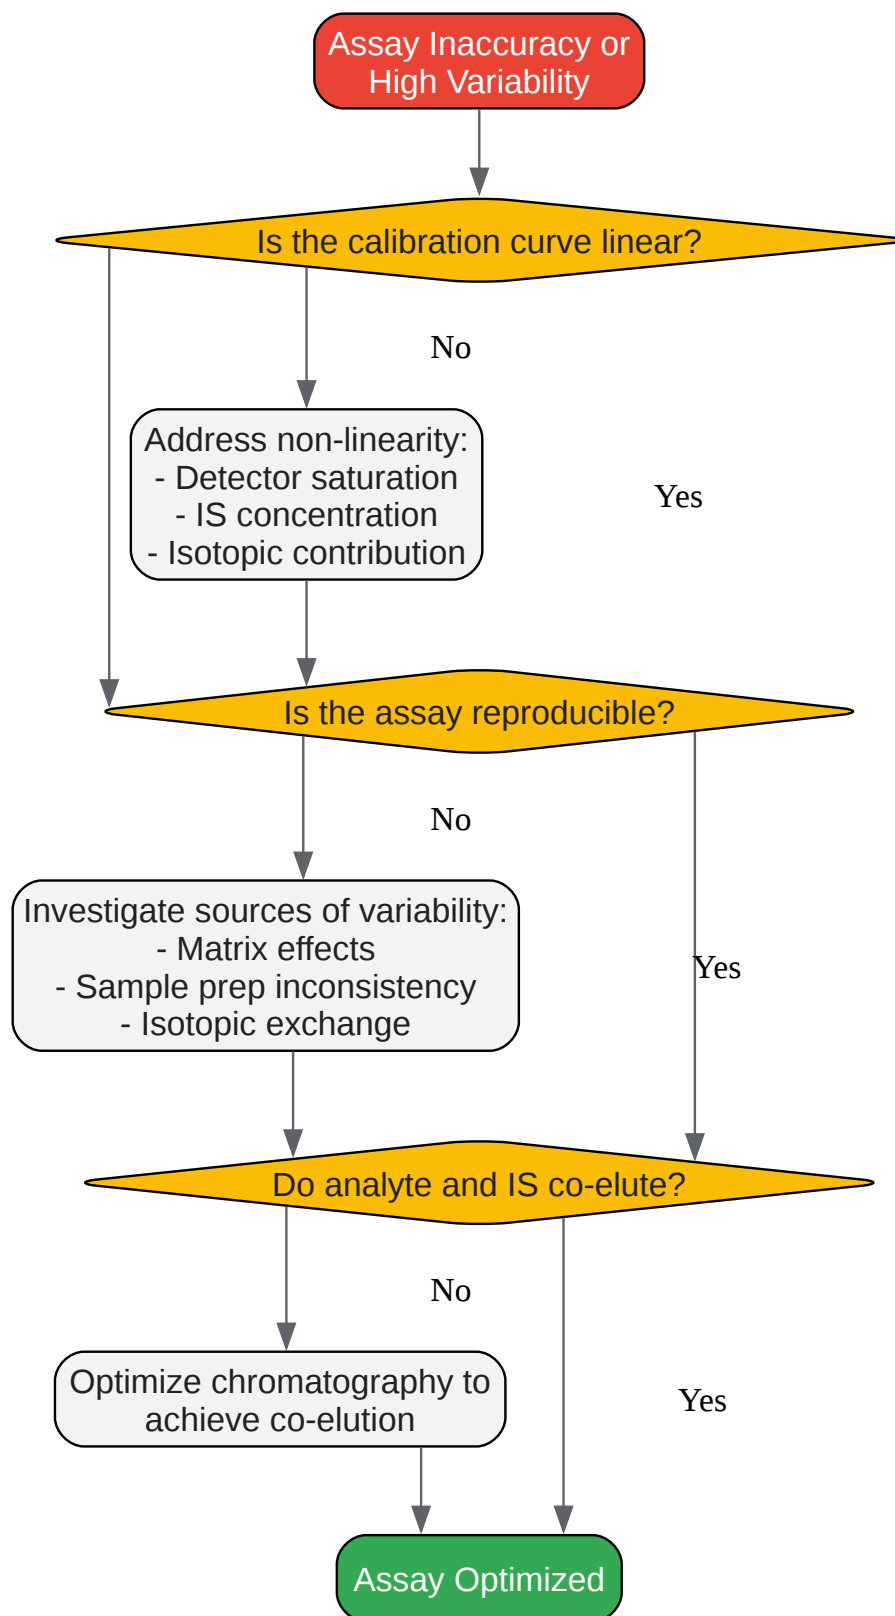 Assay Inaccuracy or
High Variability
Is the calibration curve linear?
No
Address non-linearity:
- Detector saturation
- IS concentration
- Isotopic contribution
Yes
Is the assay reproducible?
No
Investigate sources of variability:
- Matrix effects
- Sample prep inconsistency
- Isotopic exchange
Yes
Do analyte and IS co-elute?
No
Optimize chromatography to
achieve co-elution
Yes
Assay Optimized